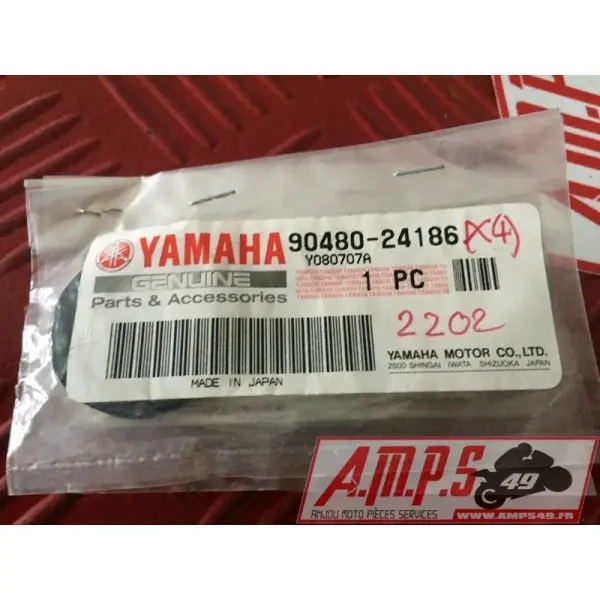 A.M.P.S
YAMAHA 90480-24186 x(4)
GENUINE
Parts & Accessories
Y080707A
1 PC
2202
YAMAHA MOTOR CO.,LTD.
2500 SHINGAI IWATA SHIZUOKA JAPAN
MADE IN JAPAN
A.M.P.S 49
ANJOU MOTO PIÈCES SERVICES
WWW.AMPS49.FR